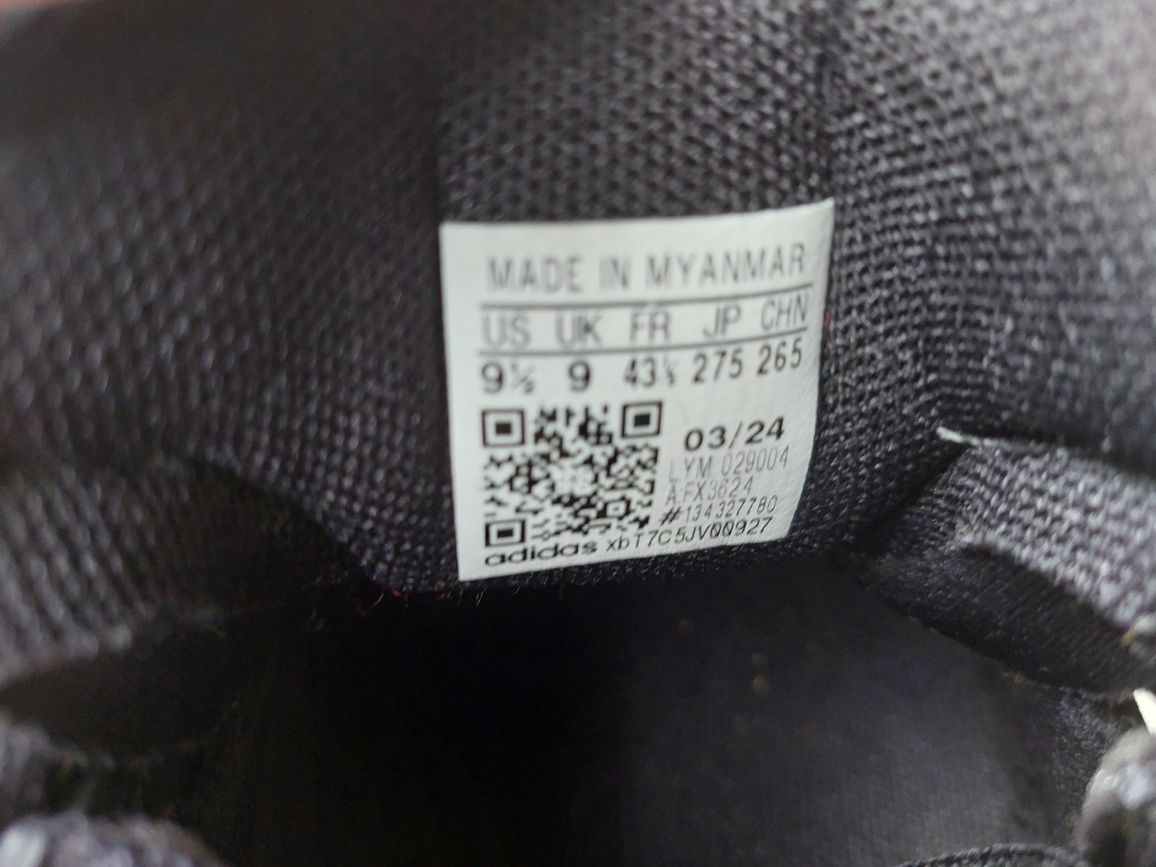 MADE IN MYANMAR
US UK FR JP CHN
9½ 9 43⅓ 275 265
03/24
LYM 029004
A:FX3624
#134327780
adidas xbT7C5JVQQ927